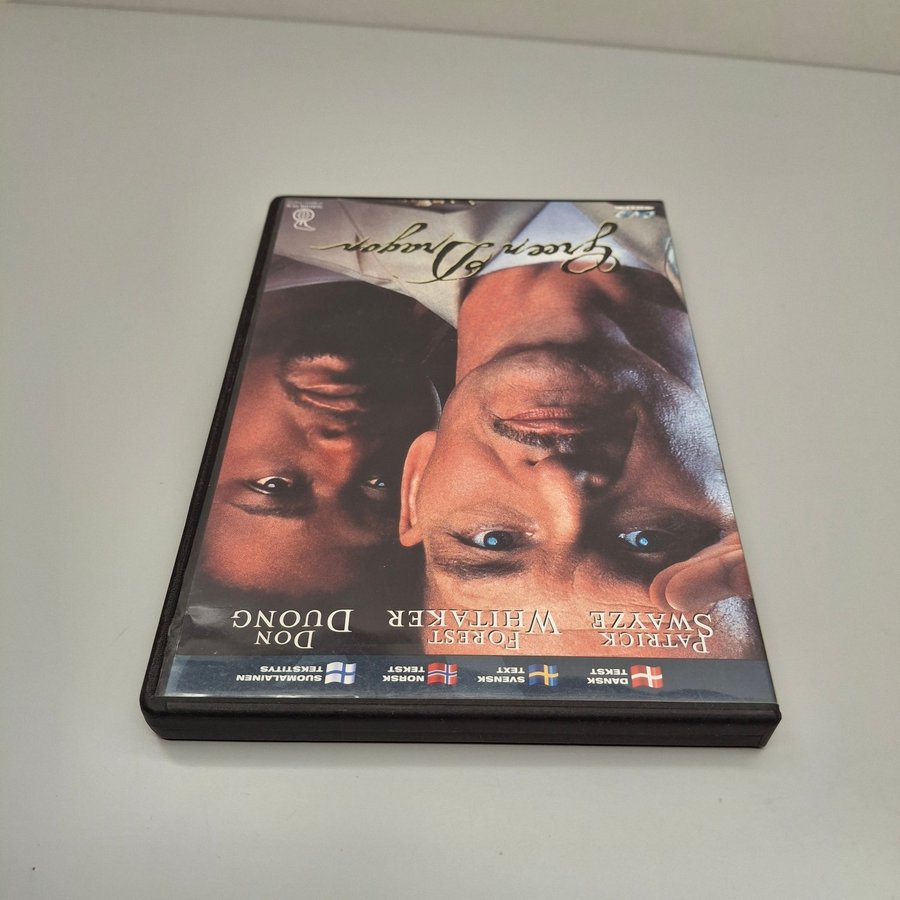 DANSK
TEKST
SVENSK
TEXT
NORSK
TEKST
SUOMALAINEN
TEKSTITYS
PATRICK
SWAYZE
FOREST
WHITAKER
DON
DUONG
Green Dragon